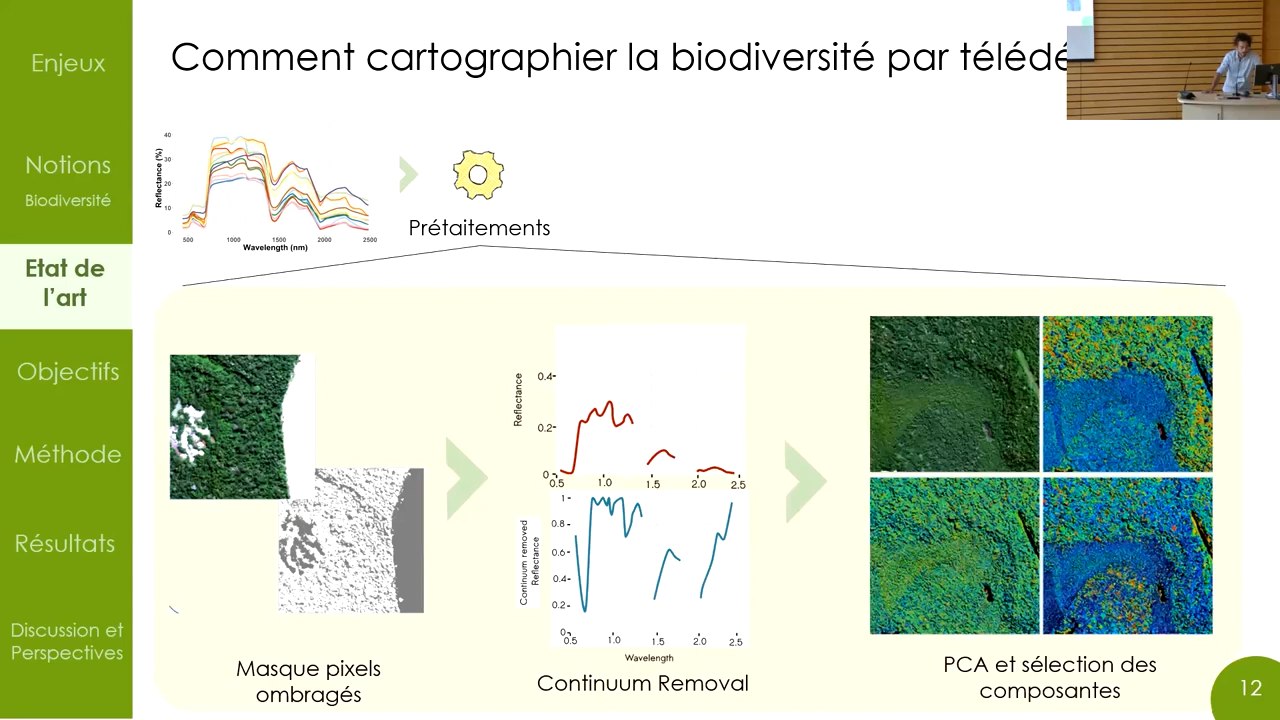 Comment cartographier la biodiversité par télédé
Enjeux
Notions
Biodiversité
Etat de
l'art
Objectifs
Méthode
Résultats
Discussion et
Perspectives
Reflectance (%)
40
30
20
10
0
500 1000 1500 2000 2500
Wavelength (nm)
Prétaitements
Masque pixels
ombragés
Reflectance
0.4
0.2
0
0.5 1.0 1.5 2.0 2.5
Continuum removed
Reflectance
1
0.8
0.6
0.4
0.2
0
0.5 1.0 1.5 2.0 2.5
Wavelength
Continuum Removal
PCA et sélection des
composantes
12